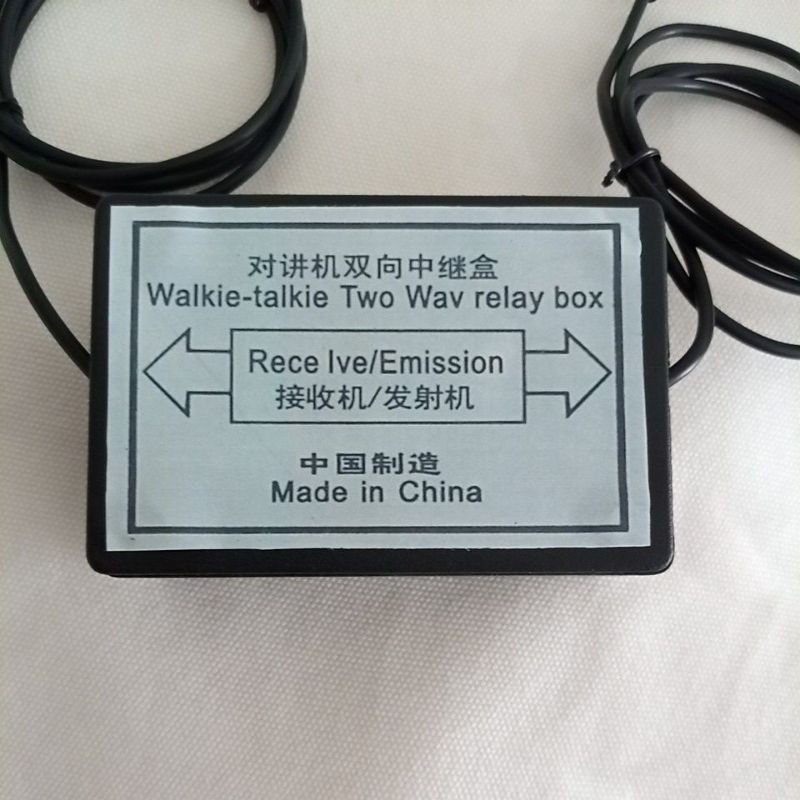 对讲机双向中继盒
Walkie-talkie Two Wav relay box
Rece Ive/Emission
接收机/发射机
中国制造
Made in China